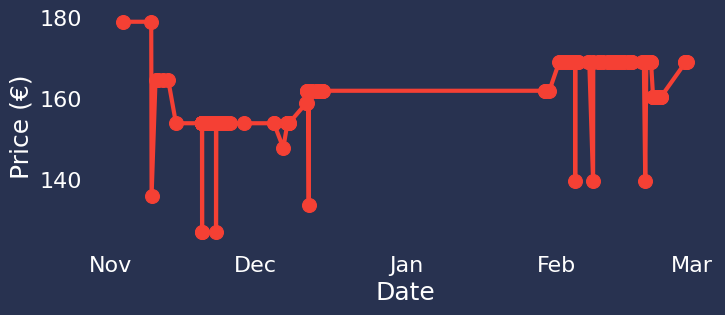 Price (€)
180
160
140
Nov Dec Jan Feb Mar
Date